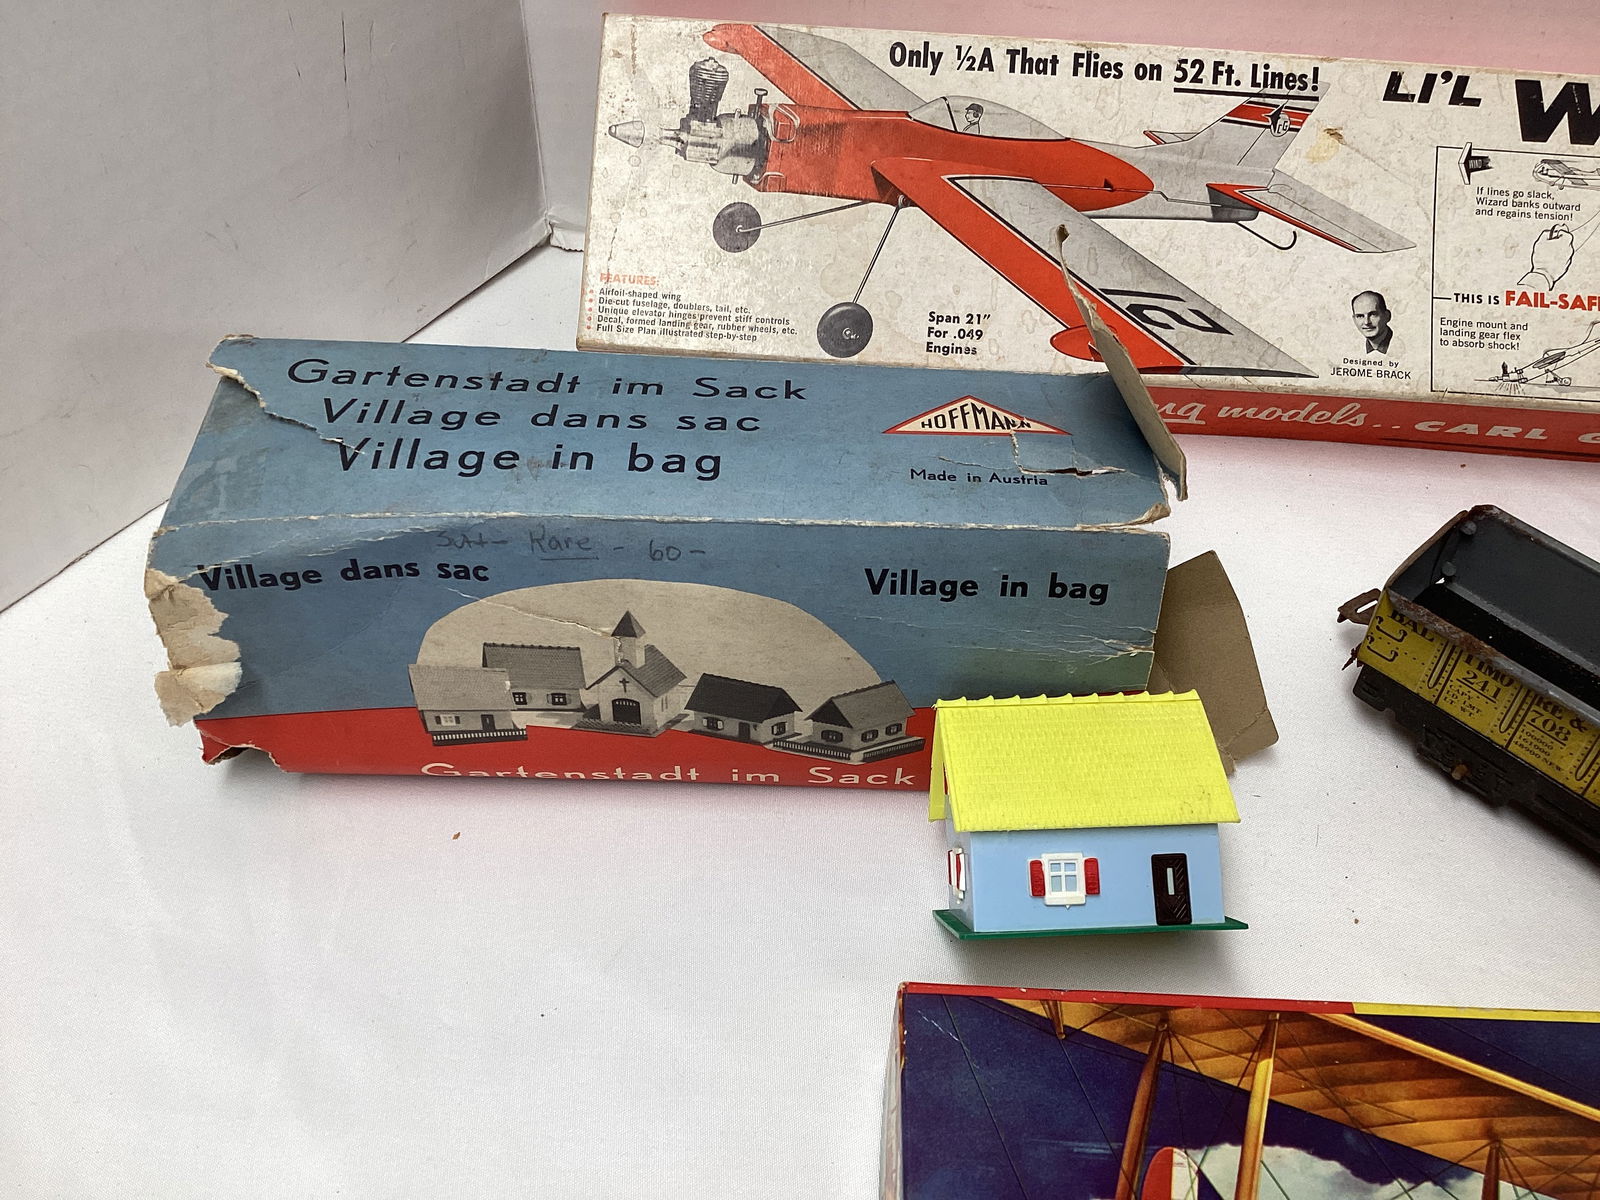 Only ½A That Flies on 52 Ft. Lines!
LI'L W
WIND
If lines go slack,
Wizard banks outward
and regains tension!
THIS IS FAIL-SAF
Engine mount and
landing gear flex
to absorb shock!
FEATURES:
Airfoil-shaped wing
Die-cut fuselage, doublers, tail, etc.
Unique elevator hinges prevent stiff controls
Decal, formed landing gear, rubber wheels, etc.
Full Size Plan illustrated step-by-step
Span 21"
For .049
Engines
12
Designed by
JEROME BRACK
models.. CARL G
Gartenstadt im Sack
Village dans sac
Village in bag
HOFFMANN
Made in Austria
Rare - 60 -
Village dans sac
Village in bag
Gartenstadt im Sack
BAL
TIMO
RE &
241
708